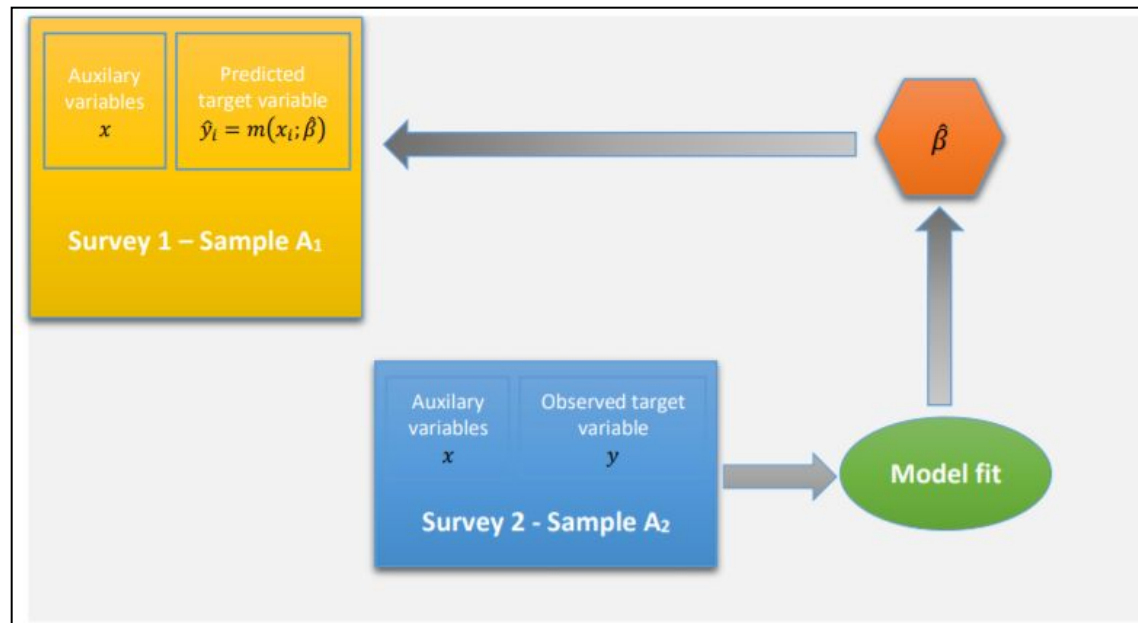 Auxilary
variables
x
Predicted
target variable
ŷᵢ = m(xᵢ; β̂)
Survey 1 – Sample A₁
β̂
Auxilary
variables
x
Observed target
variable
y
Survey 2 - Sample A₂
Model fit